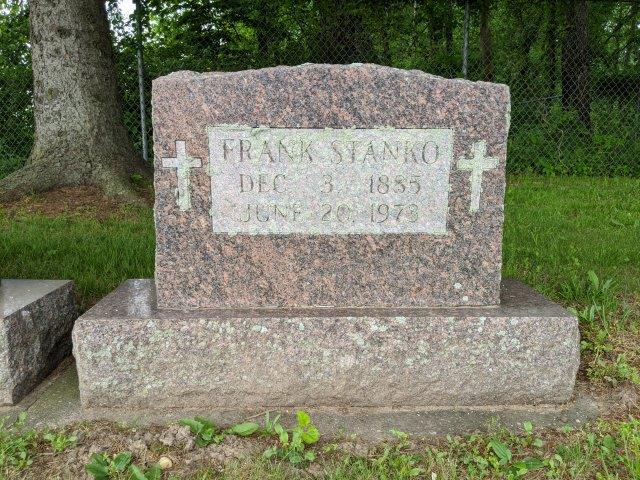 FRANK STANKO
DEC. 3, 1885
JUNE 20, 1973